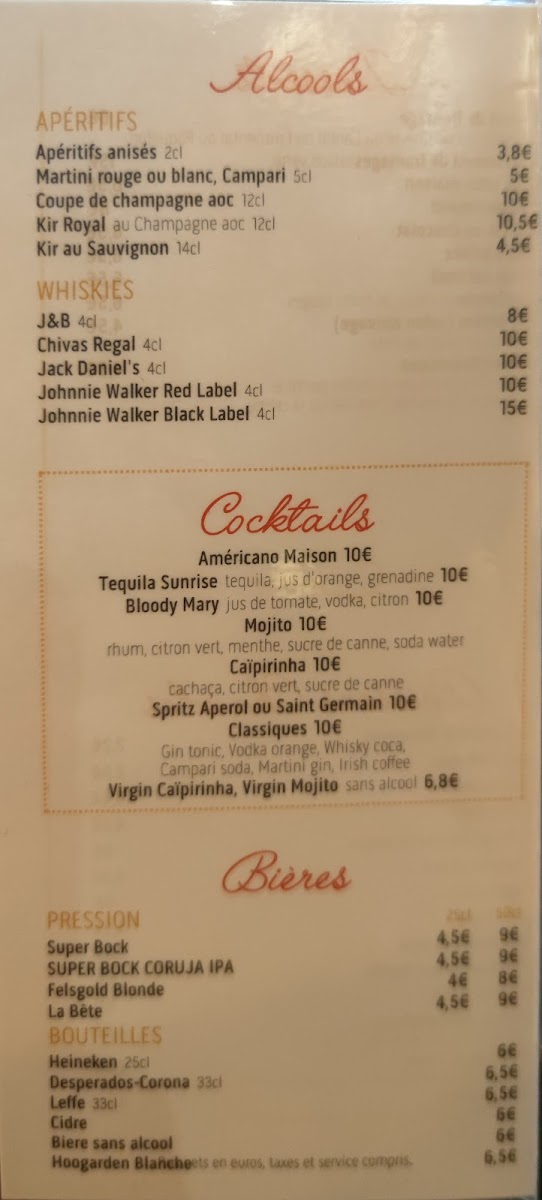 Alcools
APÉRITIFS
Apéritifs anisés 2cl 3,8€
Martini rouge ou blanc, Campari 5cl 5€
Coupe de champagne aoc 12cl 10€
Kir Royal au Champagne aoc 12cl 10,5€
Kir au Sauvignon 14cl 4,5€
WHISKIES
J&B 4cl 8€
Chivas Regal 4cl 10€
Jack Daniel's 4cl 10€
Johnnie Walker Red Label 4cl 10€
Johnnie Walker Black Label 4cl 15€
Cocktails
Américano Maison 10€
Tequila Sunrise tequila, jus d'orange, grenadine 10€
Bloody Mary jus de tomate, vodka, citron 10€
Mojito 10€
rhum, citron vert, menthe, sucre de canne, soda water
Caïpirinha 10€
cachaça, citron vert, sucre de canne
Spritz Aperol ou Saint Germain 10€
Classiques 10€
Gin tonic, Vodka orange, Whisky coca,
Campari soda, Martini gin, Irish coffee
Virgin Caïpirinha, Virgin Mojito sans alcool 6,8€
Bières
PRESSION 25cl 50cl
Super Bock 4,5€ 9€
SUPER BOCK CORUJA IPA 4,5€ 9€
Felsgold Blonde 4€ 8€
La Bête 4,5€ 9€
BOUTEILLES
Heineken 25cl 6€
Desperados-Corona 33cl 6,5€
Leffe 33cl 6,5€
Cidre 6€
Biere sans alcool 6€
Hoogarden Blanche en euros, taxes et service compris. 6,5€